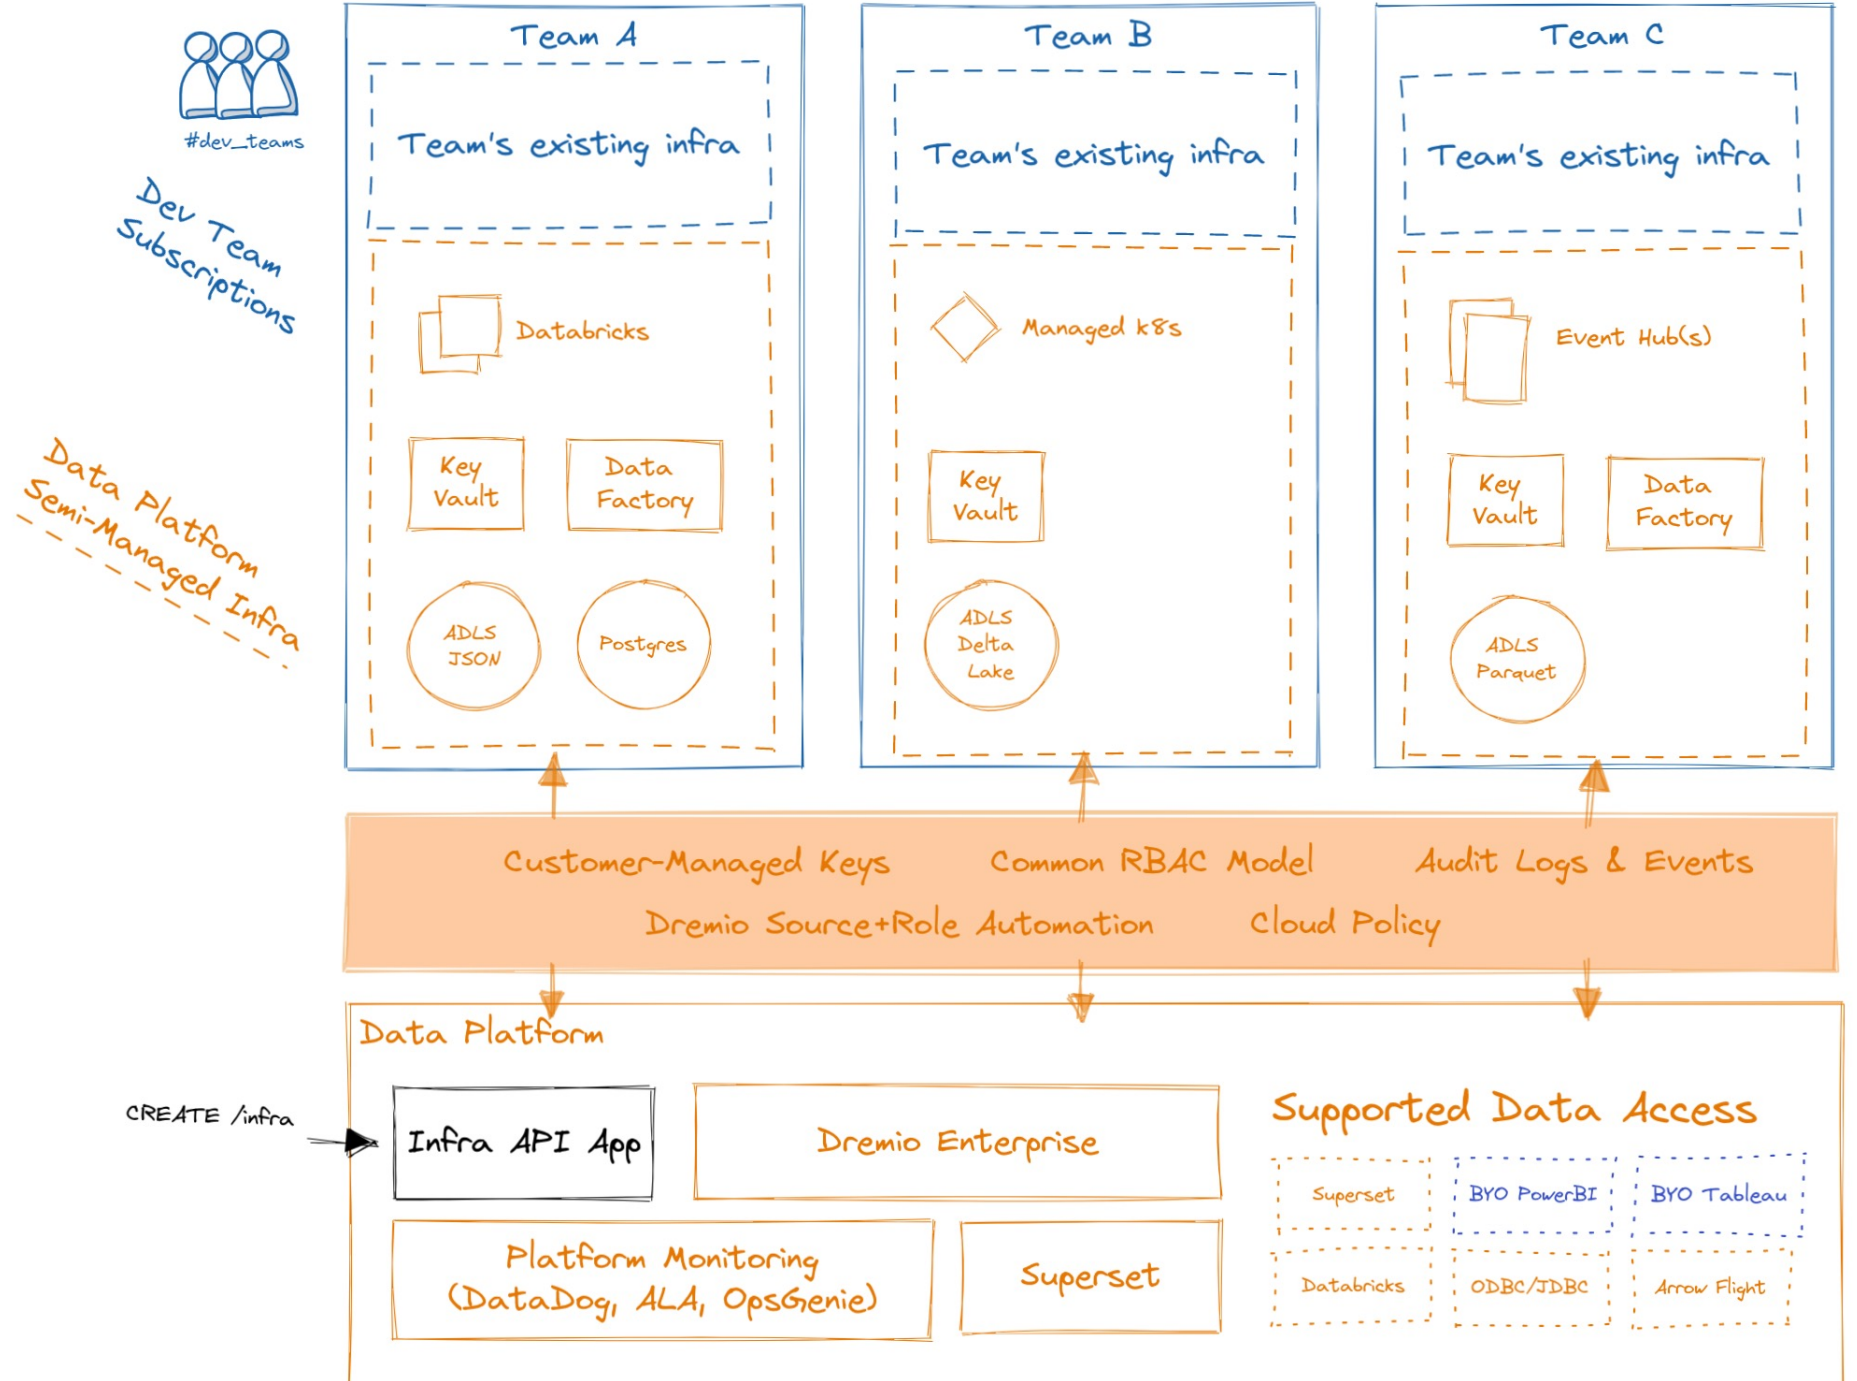 #dev_teams
Dev Team
Subscriptions
Data Platform
Semi-Managed Infra
Team A
Team's existing infra
Databricks
Key
Vault
Data
Factory
ADLS
JSON
Postgres
Team B
Team's existing infra
Managed k8s
Key
Vault
ADLS
Delta
Lake
Team C
Team's existing infra
Event Hub(s)
Key
Vault
Data
Factory
ADLS
Parquet
Customer-Managed Keys
Common RBAC Model
Audit Logs & Events
Dremio Source+Role Automation
Cloud Policy
Data Platform
CREATE /infra
Infra API App
Dremio Enterprise
Platform Monitoring
(DataDog, ALA, OpsGenie)
Superset
Supported Data Access
Superset
BYO PowerBI
BYO Tableau
Databricks
ODBC/JDBC
Arrow Flight